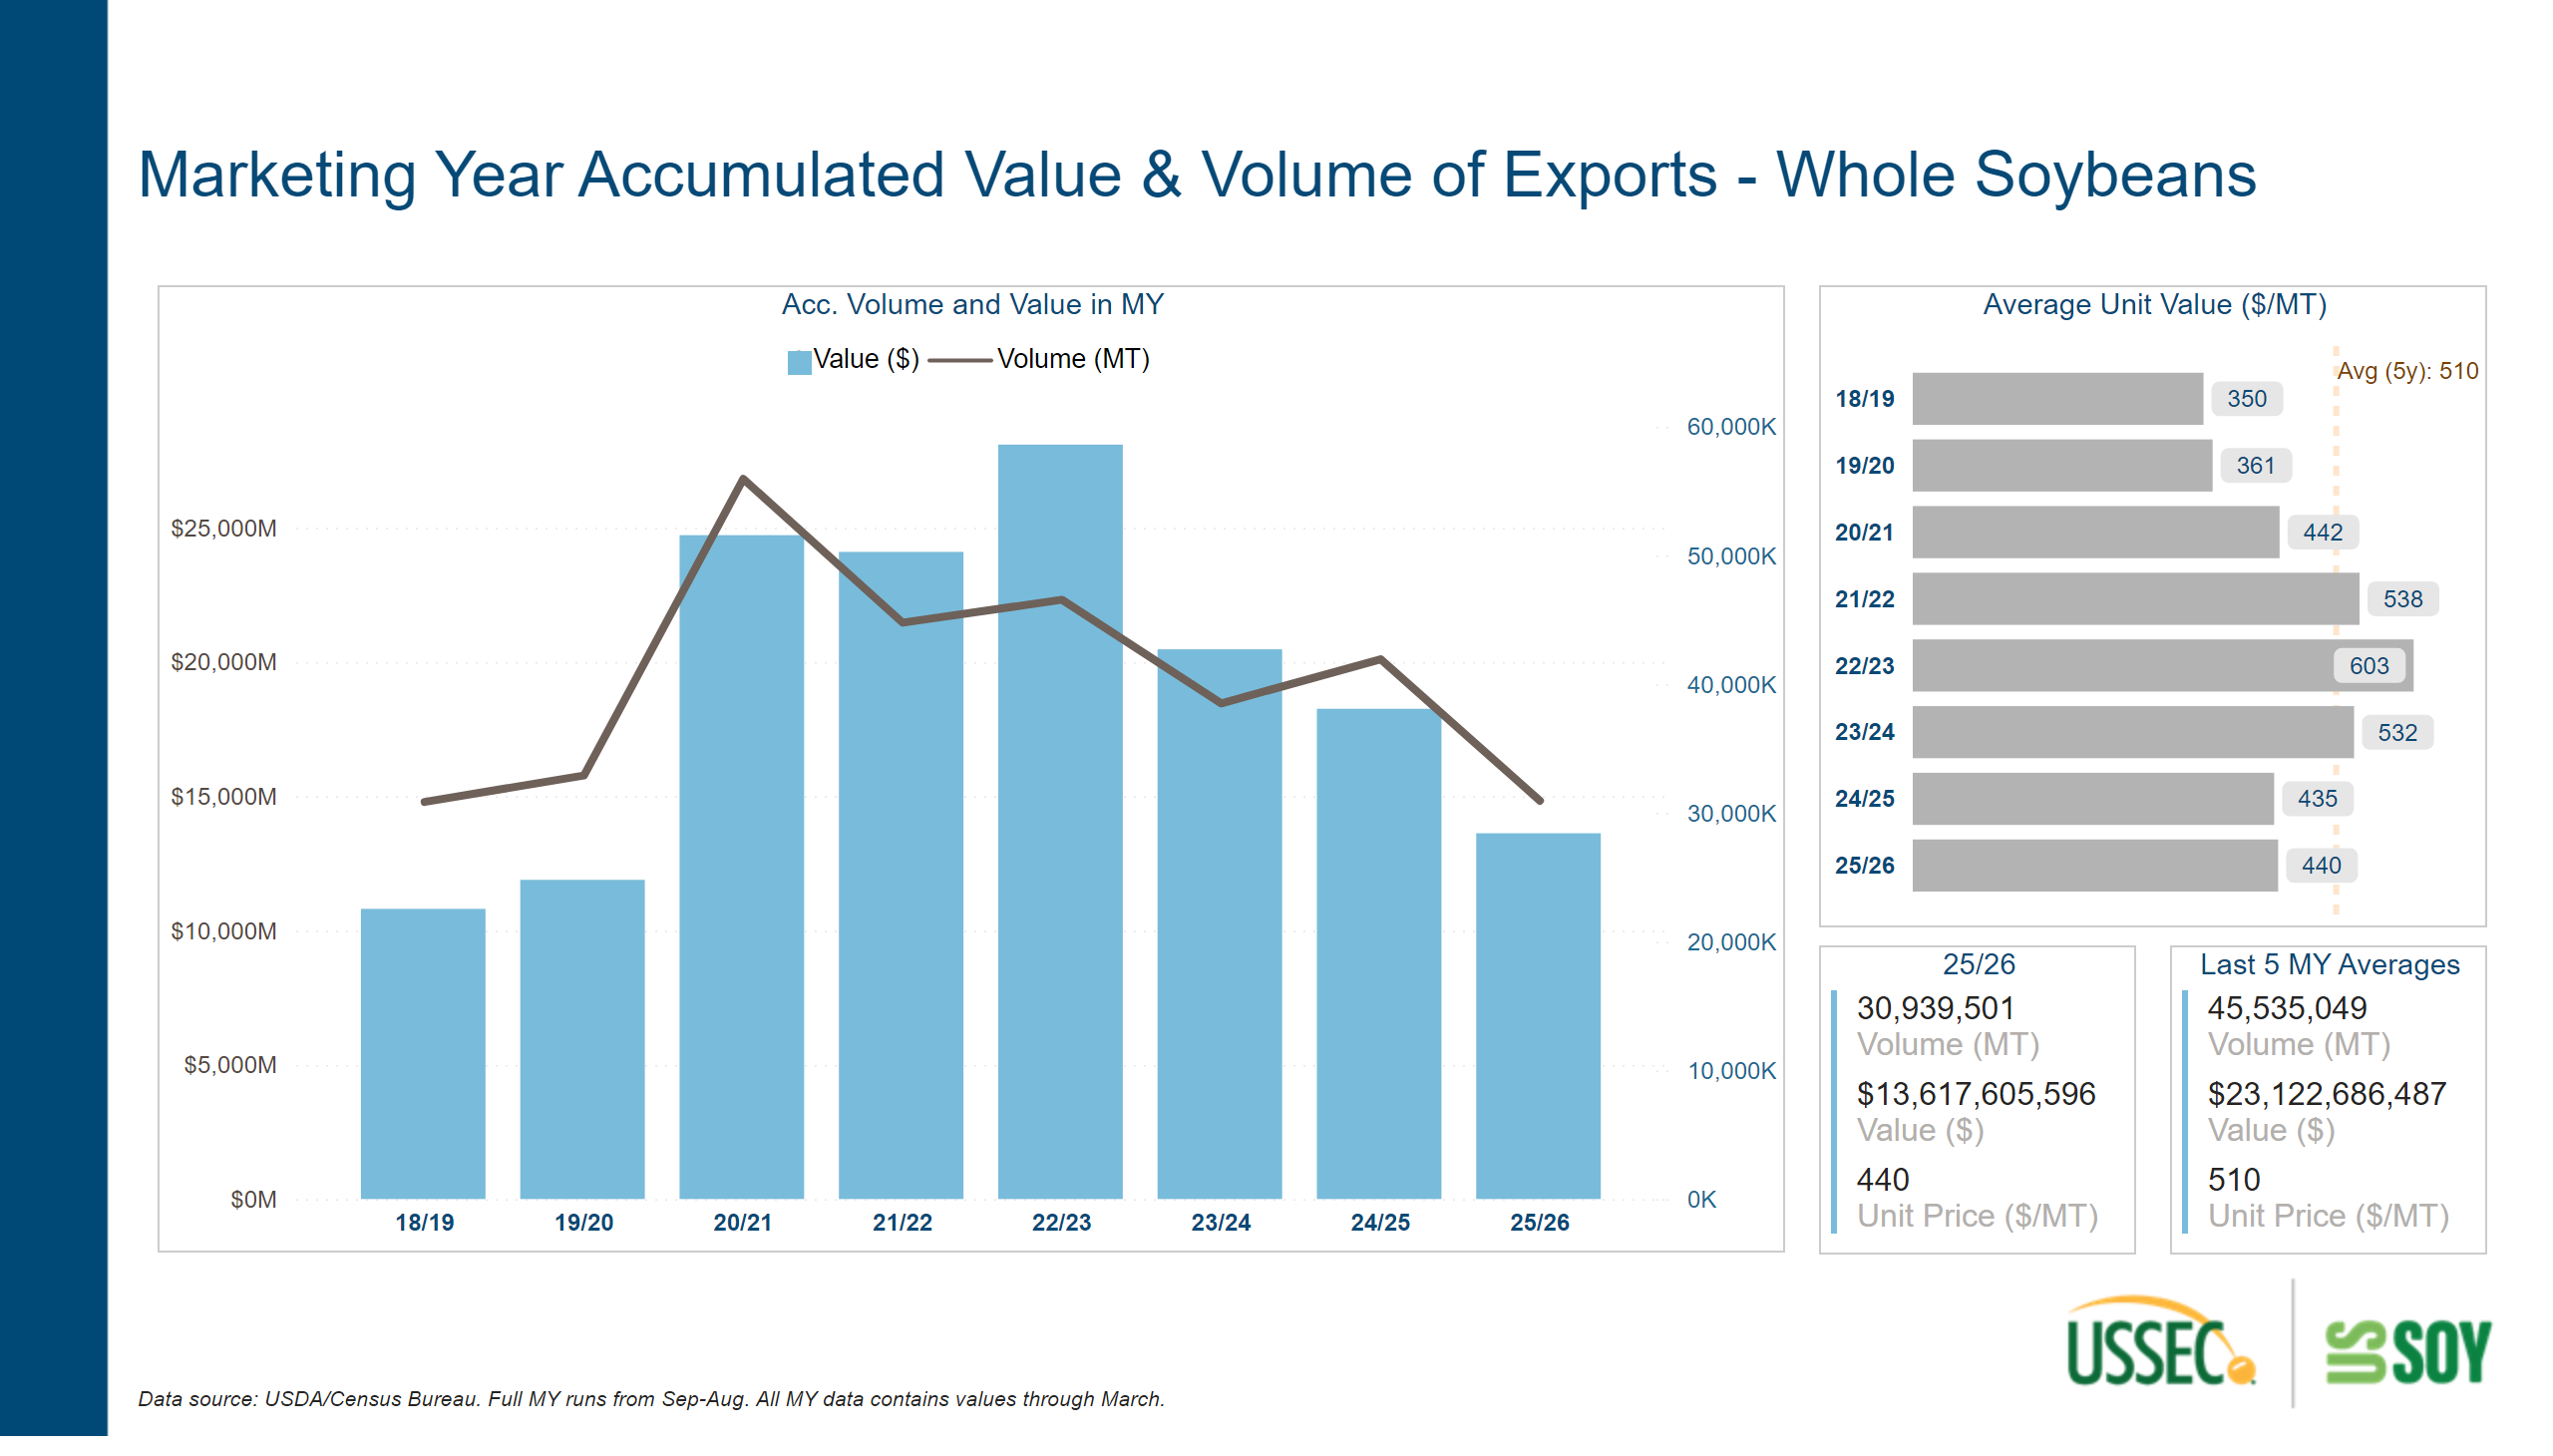 Marketing Year Accumulated Value & Volume of Exports - Whole Soybeans
Acc. Volume and Value in MY
Value ($) Volume (MT)
60,000K
50,000K
40,000K
30,000K
20,000K
10,000K
0K
$25,000M
$20,000M
$15,000M
$10,000M
$5,000M
$0M
18/19 19/20 20/21 21/22 22/23 23/24 24/25 25/26
Average Unit Value ($/MT)
Avg (5y): 510
18/19 350
19/20 361
20/21 442
21/22 538
22/23 603
23/24 532
24/25 435
25/26 440
25/26
30,939,501
Volume (MT)
$13,617,605,596
Value ($)
440
Unit Price ($/MT)
Last 5 MY Averages
45,535,049
Volume (MT)
$23,122,686,487
Value ($)
510
Unit Price ($/MT)
USSEC
US SOY
Data source: USDA/Census Bureau. Full MY runs from Sep-Aug. All MY data contains values through March.